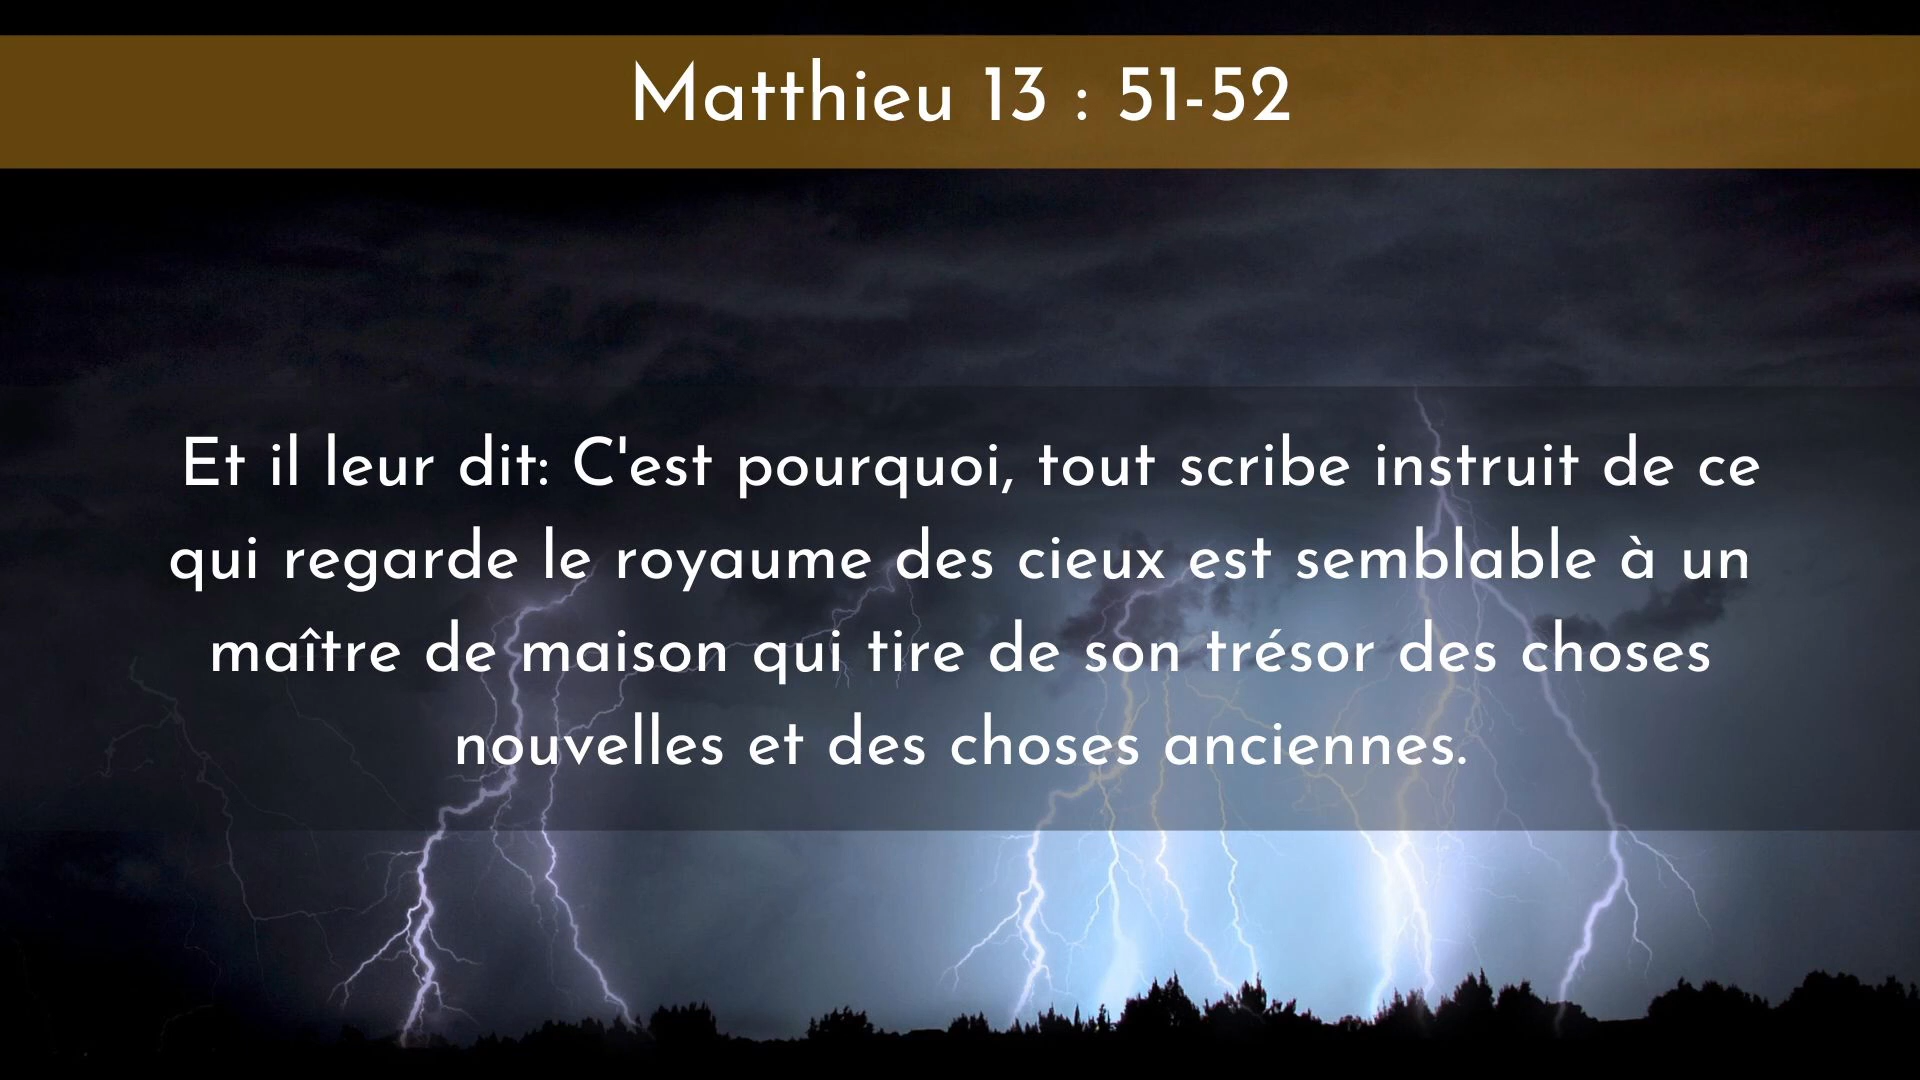 Matthieu 13 : 51-52
Et il leur dit: C'est pourquoi, tout scribe instruit de ce
qui regarde le royaume des cieux est semblable à un
maître de maison qui tire de son trésor des choses
nouvelles et des choses anciennes.